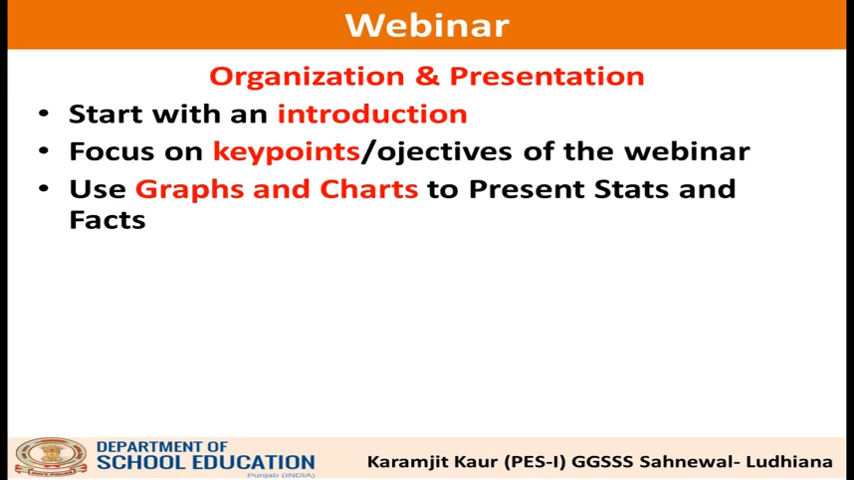 Webinar
Organization & Presentation
• Start with an introduction
• Focus on keypoints/ojectives of the webinar
• Use Graphs and Charts to Present Stats and
Facts
DEPARTMENT OF
SCHOOL EDUCATION
Punjab (INDIA)
Karamjit Kaur (PES-I) GGSSS Sahnewal- Ludhiana